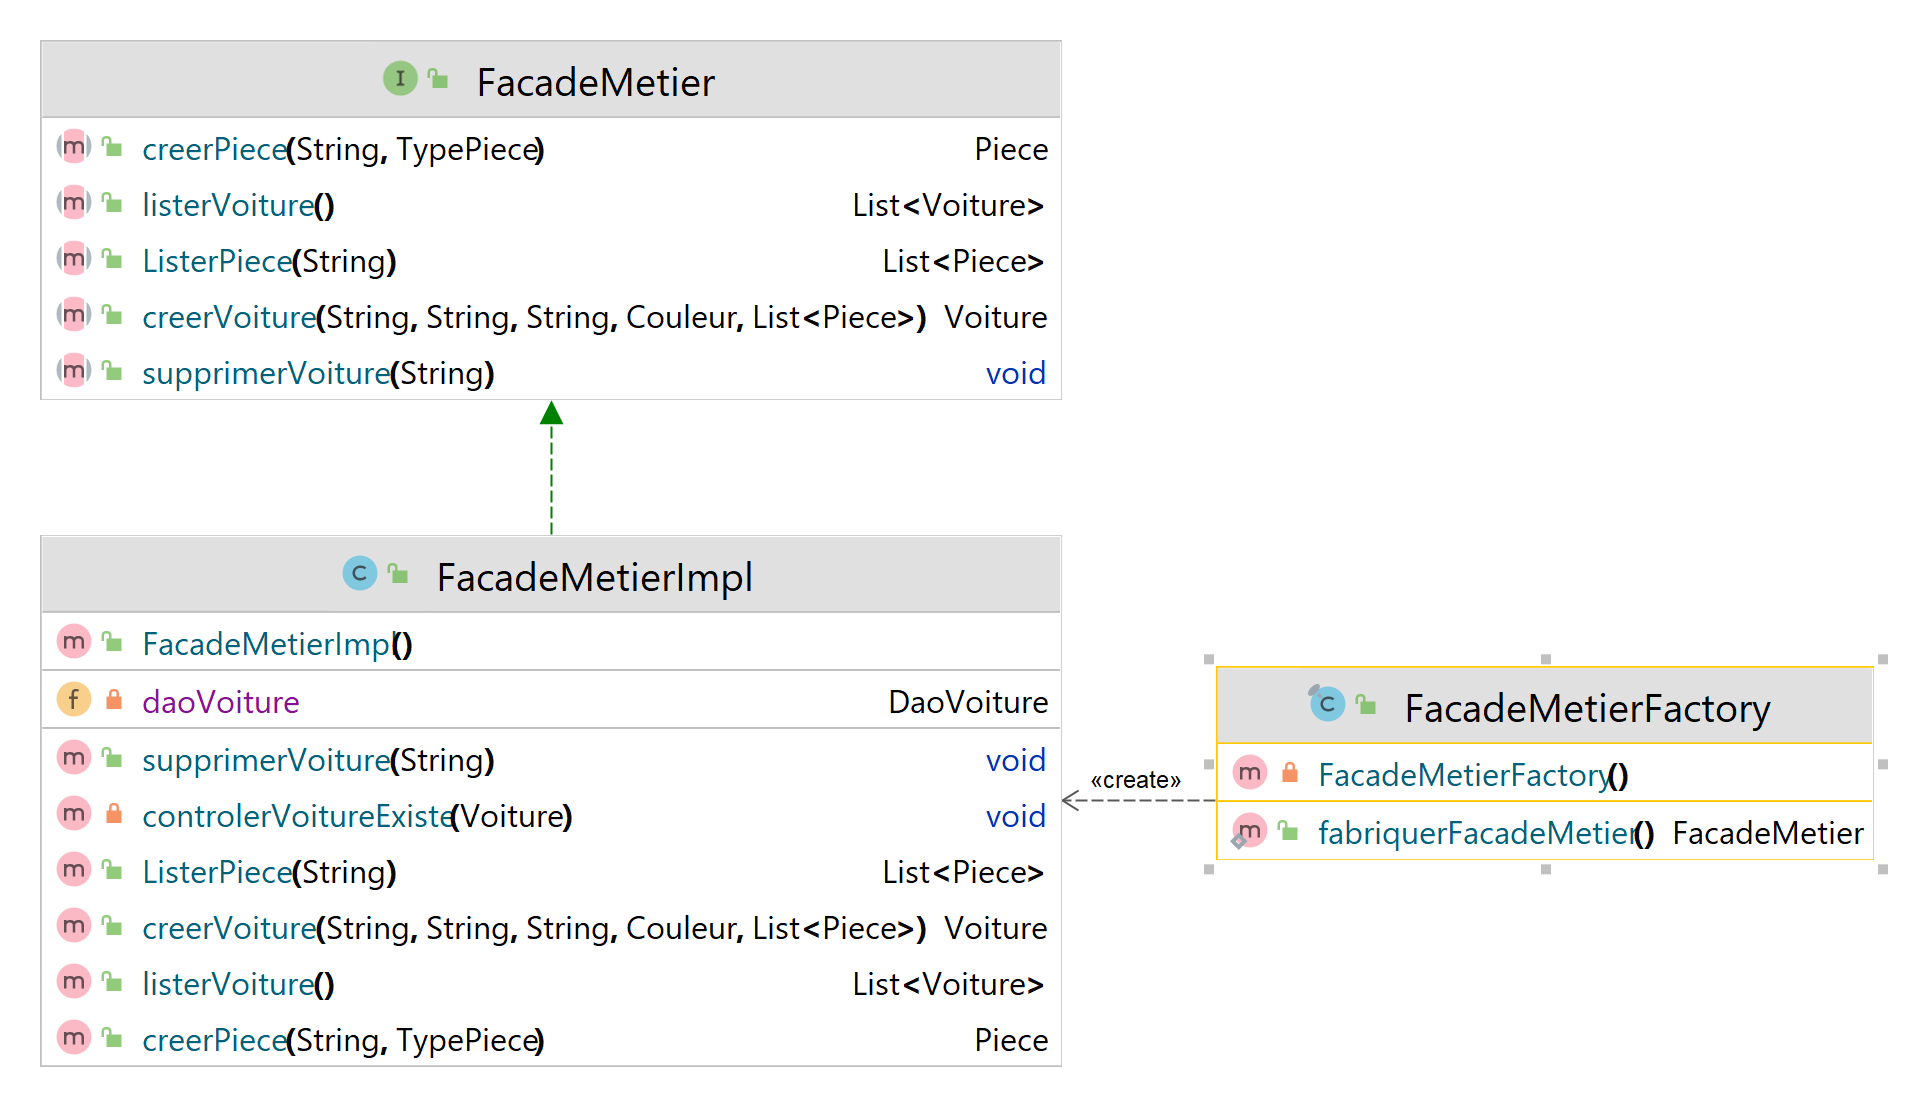 I FacadeMetier
m creerPiece(String, TypePiece) Piece
m listerVoiture() List<Voiture>
m ListerPiece(String) List<Piece>
m creerVoiture(String, String, String, Couleur, List<Piece>) Voiture
m supprimerVoiture(String) void
C FacadeMetierImpl
m FacadeMetierImpl()
f daoVoiture DaoVoiture
m supprimerVoiture(String) void
m controlerVoitureExiste(Voiture) void
m ListerPiece(String) List<Piece>
m creerVoiture(String, String, String, Couleur, List<Piece>) Voiture
m listerVoiture() List<Voiture>
m creerPiece(String, TypePiece) Piece
«create»
C FacadeMetierFactory
m FacadeMetierFactory()
m fabriquerFacadeMetier() FacadeMetier